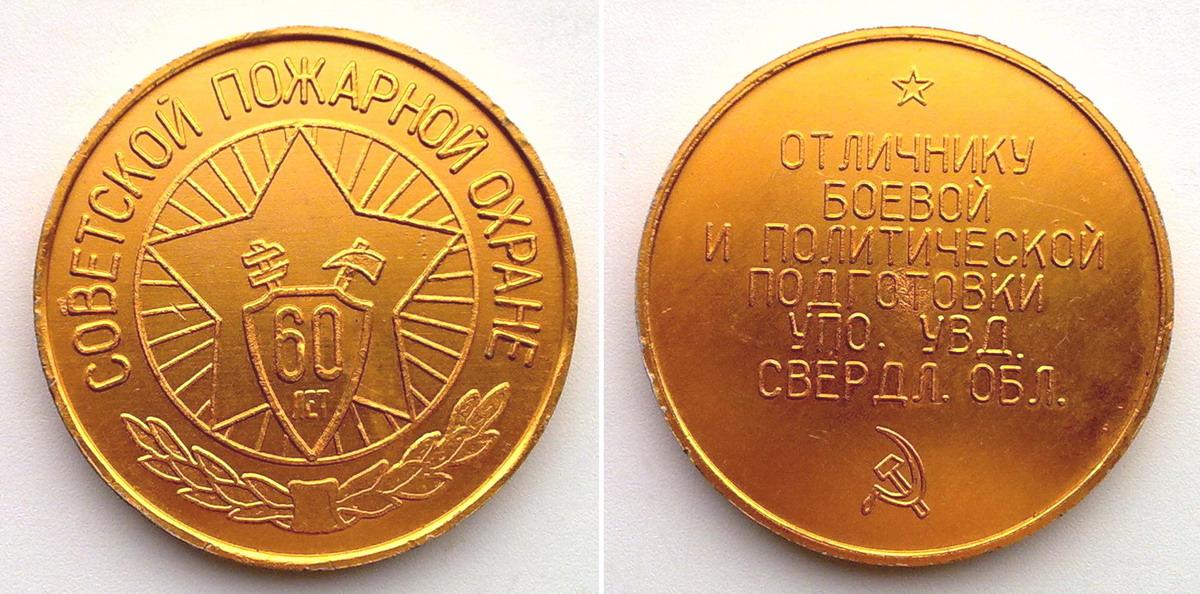 СОВЕТСКОЙ ПОЖАРНОЙ ОХРАНЕ
60
ЛЕТ
ОТЛИЧНИКУ
БОЕВОЙ
И ПОЛИТИЧЕСКОЙ
ПОДГОТОВКИ
УПО. УВД.
СВЕРДЛ. ОБЛ.